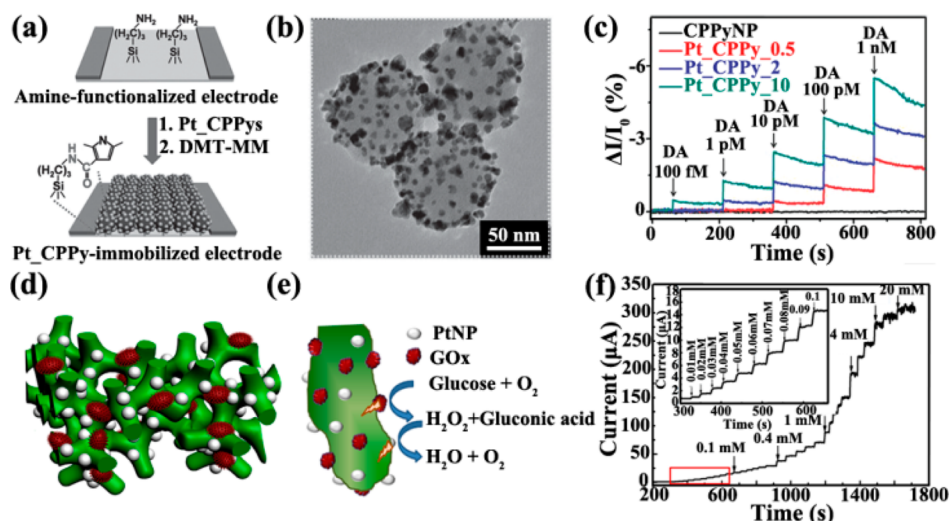 (a)
NH₂ NH₂
(CH₂)₃ (CH₂)₃
Si Si
Amine-functionalized electrode
1. Pt_CPPys
2. DMT-MM
Pt_CPPy-immobilized electrode
(b)
50 nm
(c)
CPPyNP
Pt_CPPy_0.5
Pt_CPPy_2
Pt_CPPy_10
DA
100 fM
DA
1 pM
DA
10 pM
DA
100 pM
DA
1 nM
ΔI/I₀ (%)
-6
-3
0
0 200 400 600 800
Time (s)
(d)
(e)
PtNP
GOx
Glucose + O₂
H₂O₂+Gluconic acid
H₂O + O₂
(f)
Current (μA)
350
300
250
200
150
100
50
0
200 600 1000 1400 1800
Time (s)
0.1 mM
0.4 mM
1 mM
4 mM
10 mM
20 mM
Current (μA)
18
16
14
12
10
8
6
4
2
0.01mM
0.02mM
0.03mM
0.04mM
0.05mM
0.06mM
0.07mM
0.08mM
0.09
0.1
300 400 500 600
Time (s)